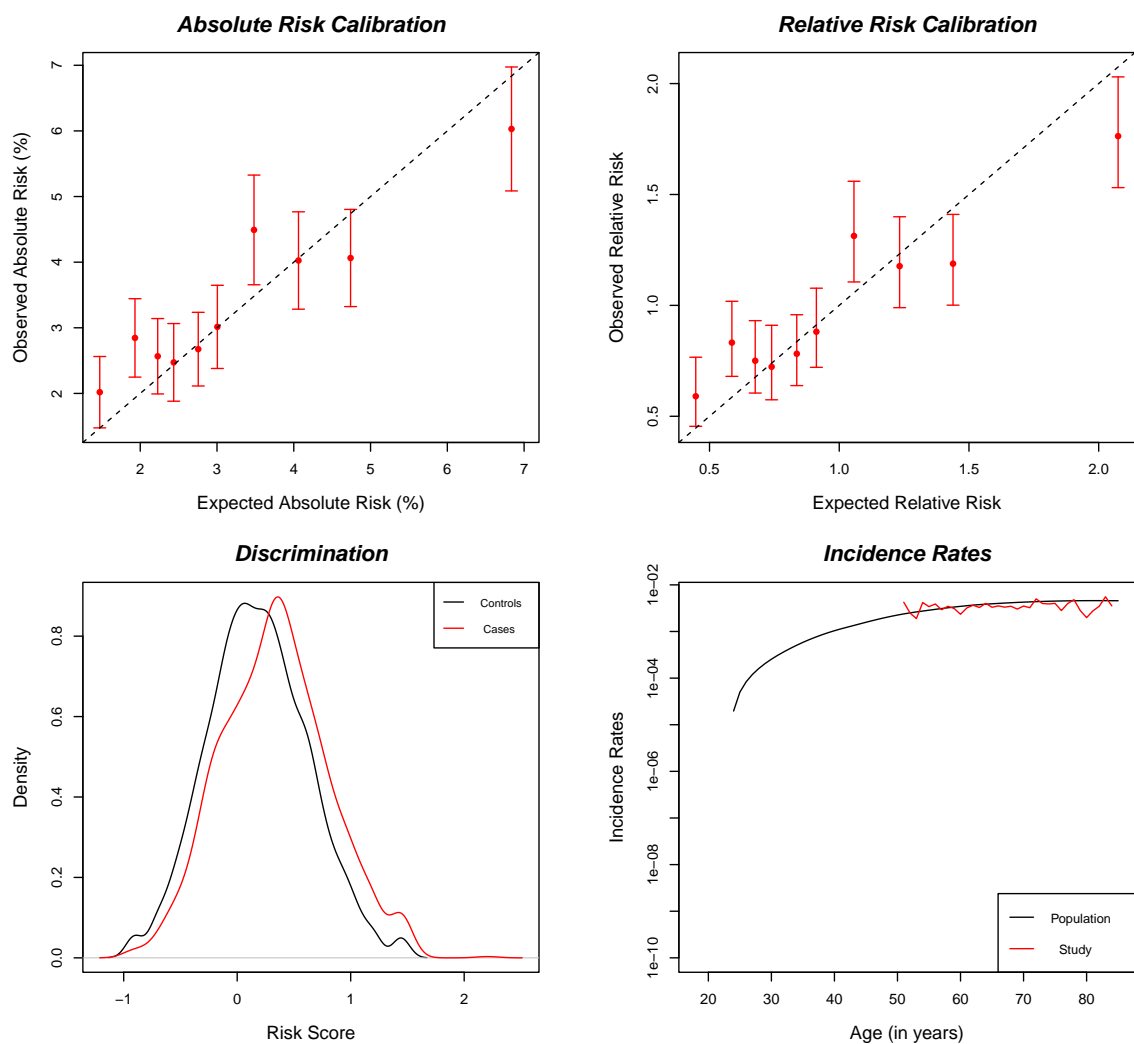 Absolute Risk Calibration
Observed Absolute Risk (%)
7
6
5
4
3
2
2 3 4 5 6 7
Expected Absolute Risk (%)
Relative Risk Calibration
Observed Relative Risk
2.0
1.5
1.0
0.5
0.5 1.0 1.5 2.0
Expected Relative Risk
Discrimination
Density
0.8
0.6
0.4
0.2
0.0
Controls
Cases
−1 0 1 2
Risk Score
Incidence Rates
Incidence Rates
1e−02
1e−04
1e−06
1e−08
1e−10
Population
Study
20 30 40 50 60 70 80
Age (in years)